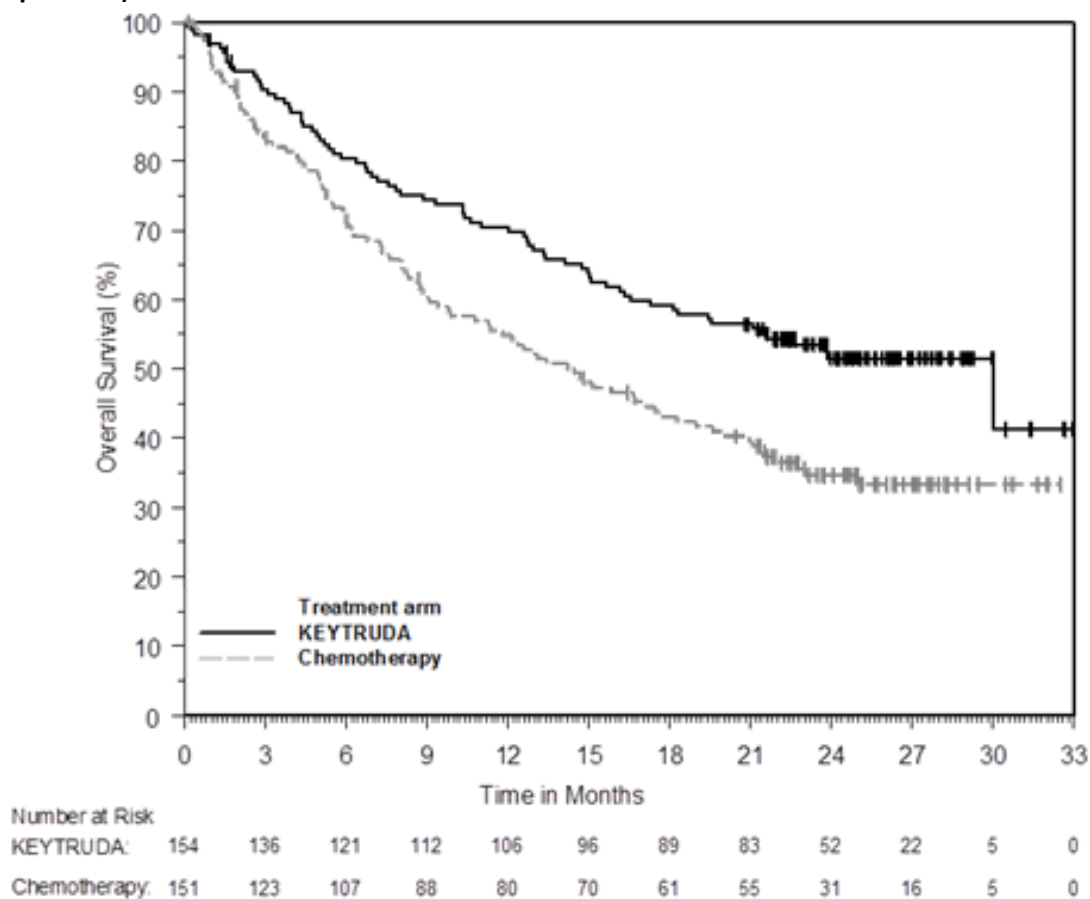 100
90
80
70
60
50
40
30
20
10
0
Overall Survival (%)
Treatment arm
KEYTRUDA
Chemotherapy
0 3 6 9 12 15 18 21 24 27 30 33
Time in Months
Number at Risk
KEYTRUDA: 154 136 121 112 106 96 89 83 52 22 5 0
Chemotherapy: 151 123 107 88 80 70 61 55 31 16 5 0